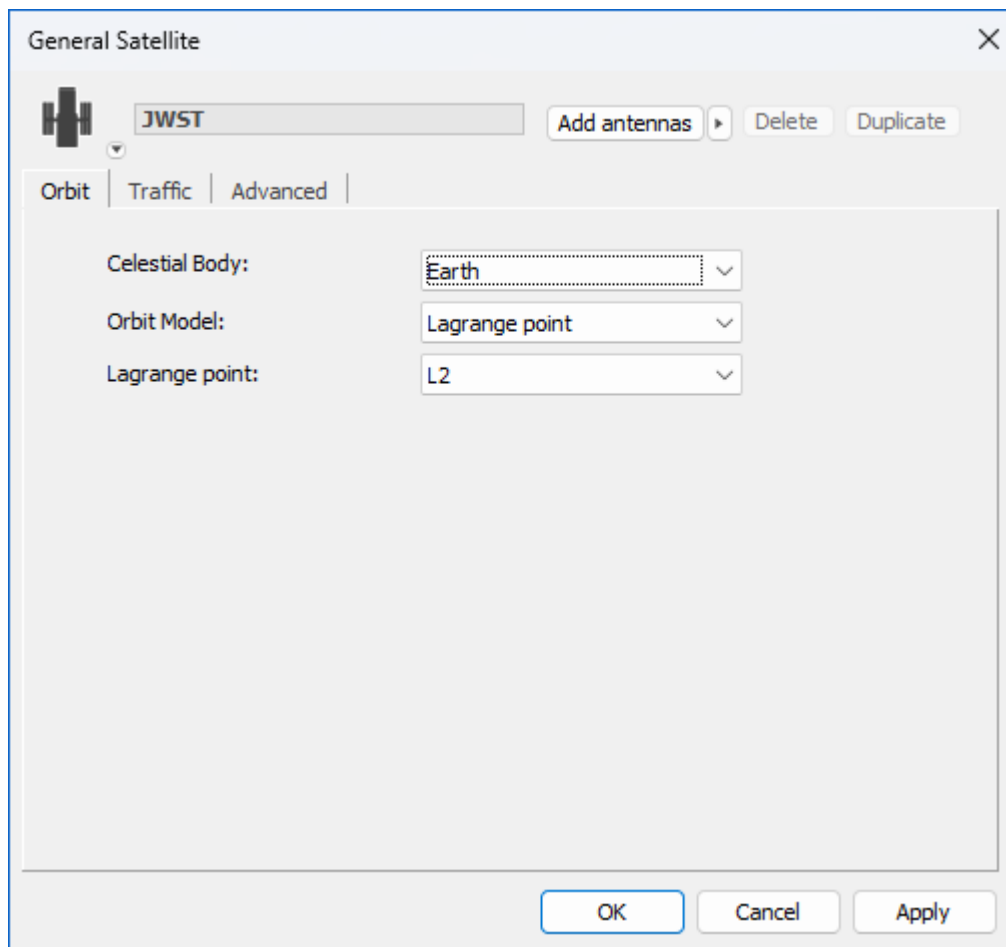 General Satellite
JWST
Add antennas
Delete
Duplicate
Orbit
Traffic
Advanced
Celestial Body:
Earth
Orbit Model:
Lagrange point
Lagrange point:
L2
OK
Cancel
Apply